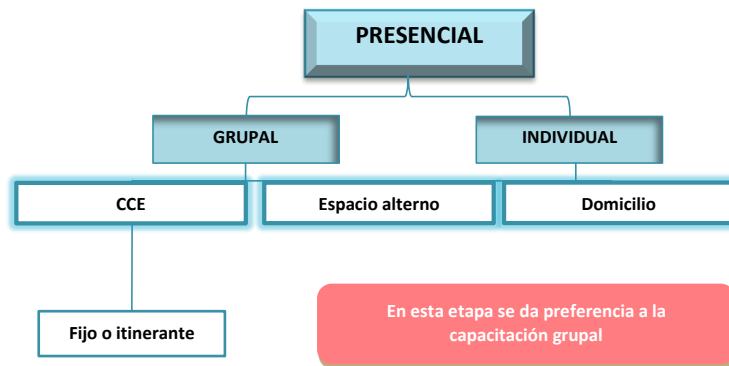 PRESENCIAL
GRUPAL
INDIVIDUAL
CCE
Espacio alterno
Domicilio
Fijo o itinerante
En esta etapa se da preferencia a la
capacitación grupal